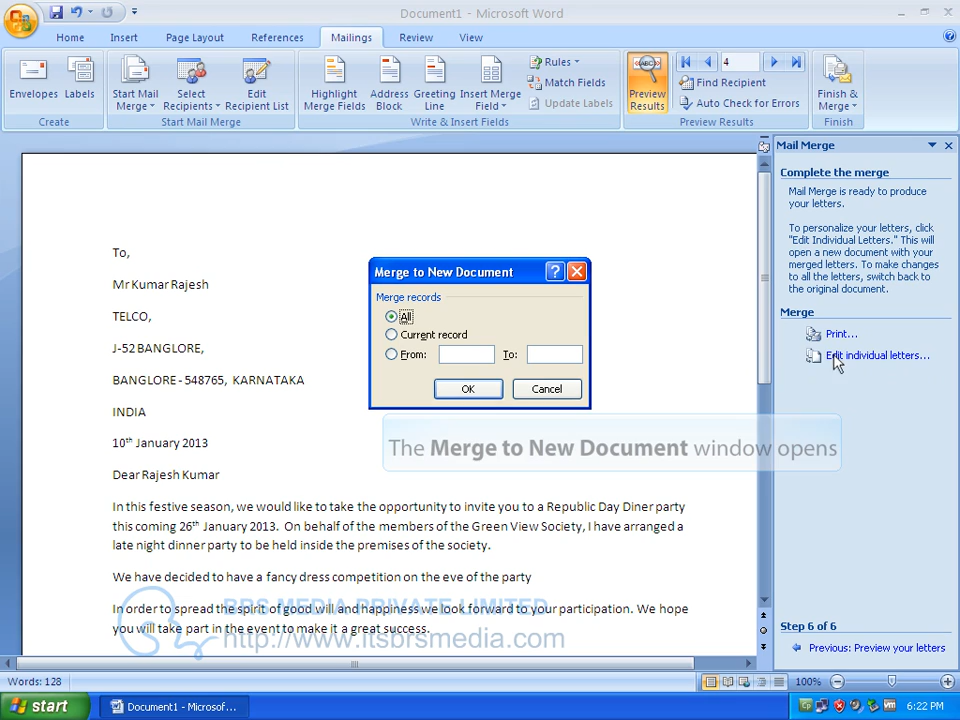 Document1 - Microsoft Word
Home Insert Page Layout References Mailings Review View
Envelopes
Labels
Create
Start Mail Merge
Select Recipients
Edit Recipient List
Start Mail Merge
Highlight Merge Fields
Address Block
Greeting Line
Insert Merge Field
Rules
Match Fields
Update Labels
Write & Insert Fields
ABC
Preview Results
4
Find Recipient
Auto Check for Errors
Preview Results
Finish & Merge
Finish
To,
Mr Kumar Rajesh
TELCO,
J-52 BANGLORE,
BANGLORE - 548765, KARNATAKA
INDIA
10th January 2013
Dear Rajesh Kumar
In this festive season, we would like to take the opportunity to invite you to a Republic Day Diner party
this coming 26th January 2013. On behalf of the members of the Green View Society, I have arranged a
late night dinner party to be held inside the premises of the society.
We have decided to have a fancy dress competition on the eve of the party
In order to spread the spirit of good will and happiness we look forward to your participation. We hope
you will take part in the event to make it a great success.
BRS MEDIA PRIVATE LIMITED
http://www.itsbrsmedia.com
Merge to New Document
Merge records
All
Current record
From: To:
OK Cancel
The Merge to New Document window opens
Mail Merge
Complete the merge
Mail Merge is ready to produce
your letters.
To personalize your letters, click
"Edit Individual Letters." This will
open a new document with your
merged letters. To make changes
to all the letters, switch back to
the original document.
Merge
Print...
Edit individual letters...
Step 6 of 6
Previous: Preview your letters
Words: 128
100%
start
Document1 - Microsof...
6:22 PM